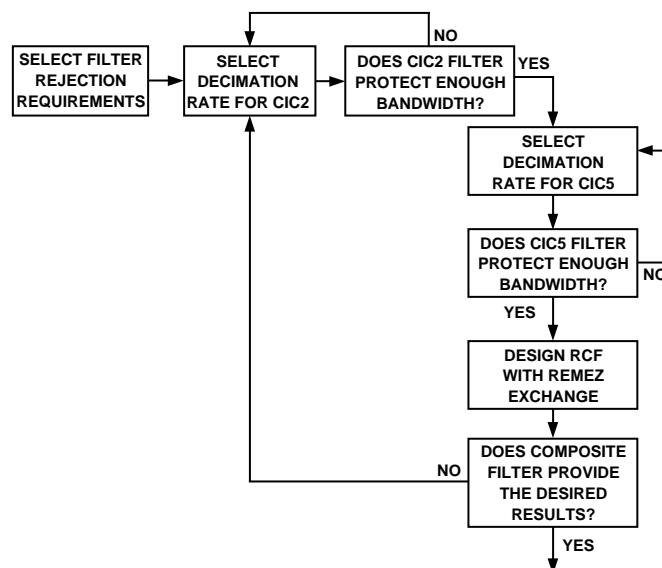 SELECT FILTER
REJECTION
REQUIREMENTS
SELECT
DECIMATION
RATE FOR CIC2
NO
DOES CIC2 FILTER
PROTECT ENOUGH
BANDWIDTH?
YES
SELECT
DECIMATION
RATE FOR CIC5
DOES CIC5 FILTER
PROTECT ENOUGH
BANDWIDTH?
NO
YES
DESIGN RCF
WITH REMEZ
EXCHANGE
DOES COMPOSITE
FILTER PROVIDE
THE DESIRED
RESULTS?
NO
YES